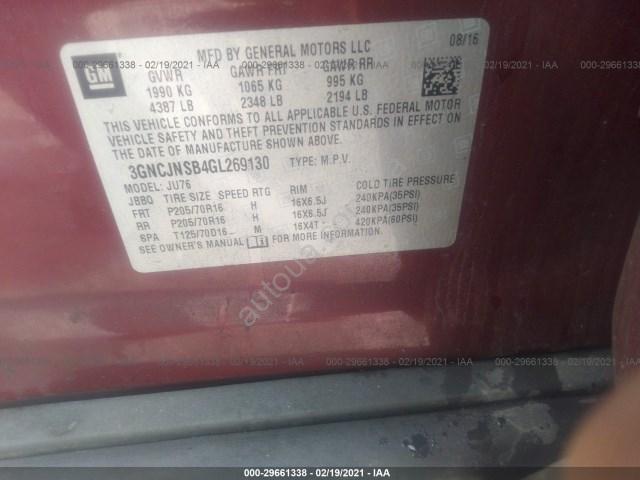 000-29661338 - 02/19/2021 - IAA
GM
MFD BY GENERAL MOTORS LLC
08/16
GVWR GAWR FRT GAWR RR
1990 KG 1065 KG 995 KG
4387 LB 2348 LB 2194 LB
THIS VEHICLE CONFORMS TO ALL APPLICABLE U.S. FEDERAL MOTOR
VEHICLE SAFETY AND THEFT PREVENTION STANDARDS IN EFFECT ON
THE DATE OF MANUFACTURE SHOWN ABOVE.
3GNCJNSB4GL269130 TYPE: M.P.V.
MODEL: JU76
JBBQ TIRE SIZE SPEED RTG RIM COLD TIRE PRESSURE
FRT P205/70R16 H 16X6.5J 240KPA(35PSI)
RR P205/70R16 H 16X6.5J 240KPA(35PSI)
SPA T125/70D16 - M 16X4T - 420KPA(60PSI)
SEE OWNER'S MANUAL FOR MORE INFORMATION.
autoua
000-29661338 - 02/19/2021 - IAA
000-29661338 - 02/19/2021 - IAA